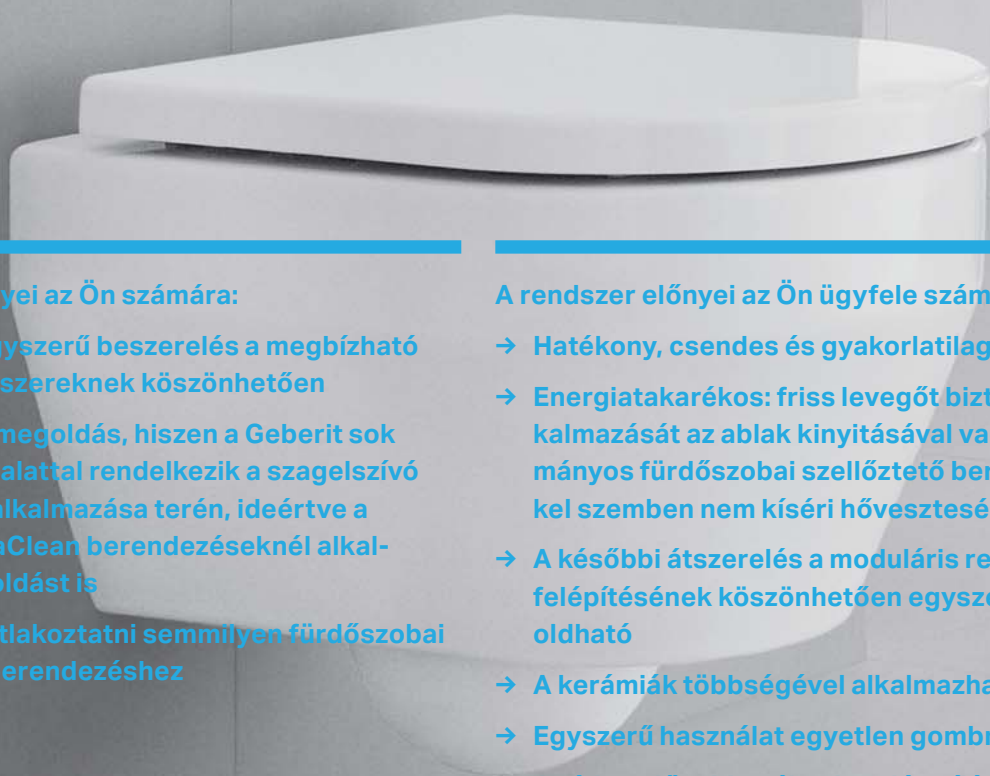 yei az Ön számára:
gyszerű beszerelés a megbízható
szereknek köszönhetően
megoldás, hiszen a Geberit sok
alattal rendelkezik a szagelszívó
alkalmazása terén, ideértve a
aClean berendezéseknél alkal-
oldást is
tlakoztatni semmilyen fürdőszobai
erendezéshez
A rendszer előnyei az Ön ügyfele szám
→ Hatékony, csendes és gyakorlatilag
→ Energiatakarékos: friss levegőt bizt
kalmazását az ablak kinyitásával va
mányos fürdőszobai szellőztető ber
kel szemben nem kíséri hővesztesé
→ A későbbi átszerelés a moduláris re
felépítésének köszönhetően egysze
oldható
→ A kerámiák többségével alkalmazha
→ Egyszerű használat egyetlen gombn